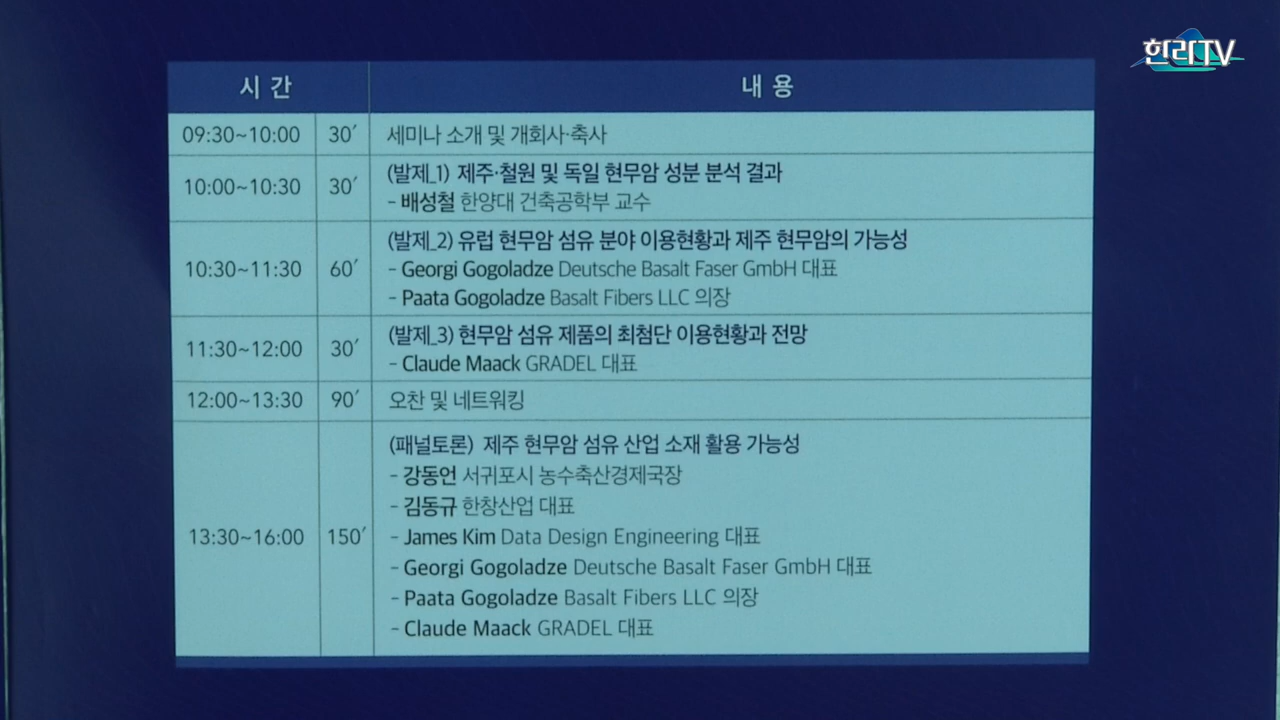 한라TV
시 간 내 용
09:30~10:00 30′ 세미나 소개 및 개회사·축사
10:00~10:30 30′ (발제_1) 제주·철원 및 독일 현무암 성분 분석 결과
- 배성철 한양대 건축공학부 교수
10:30~11:30 60′ (발제_2) 유럽 현무암 섬유 분야 이용현황과 제주 현무암의 가능성
- Georgi Gogoladze Deutsche Basalt Faser GmbH 대표
- Paata Gogoladze Basalt Fibers LLC 의장
11:30~12:00 30′ (발제_3) 현무암 섬유 제품의 최첨단 이용현황과 전망
- Claude Maack GRADEL 대표
12:00~13:30 90′ 오찬 및 네트워킹
13:30~16:00 150′ (패널토론) 제주 현무암 섬유 산업 소재 활용 가능성
- 강동언 서귀포시 농수축산경제국장
- 김동규 한창산업 대표
- James Kim Data Design Engineering 대표
- Georgi Gogoladze Deutsche Basalt Faser GmbH 대표
- Paata Gogoladze Basalt Fibers LLC 의장
- Claude Maack GRADEL 대표